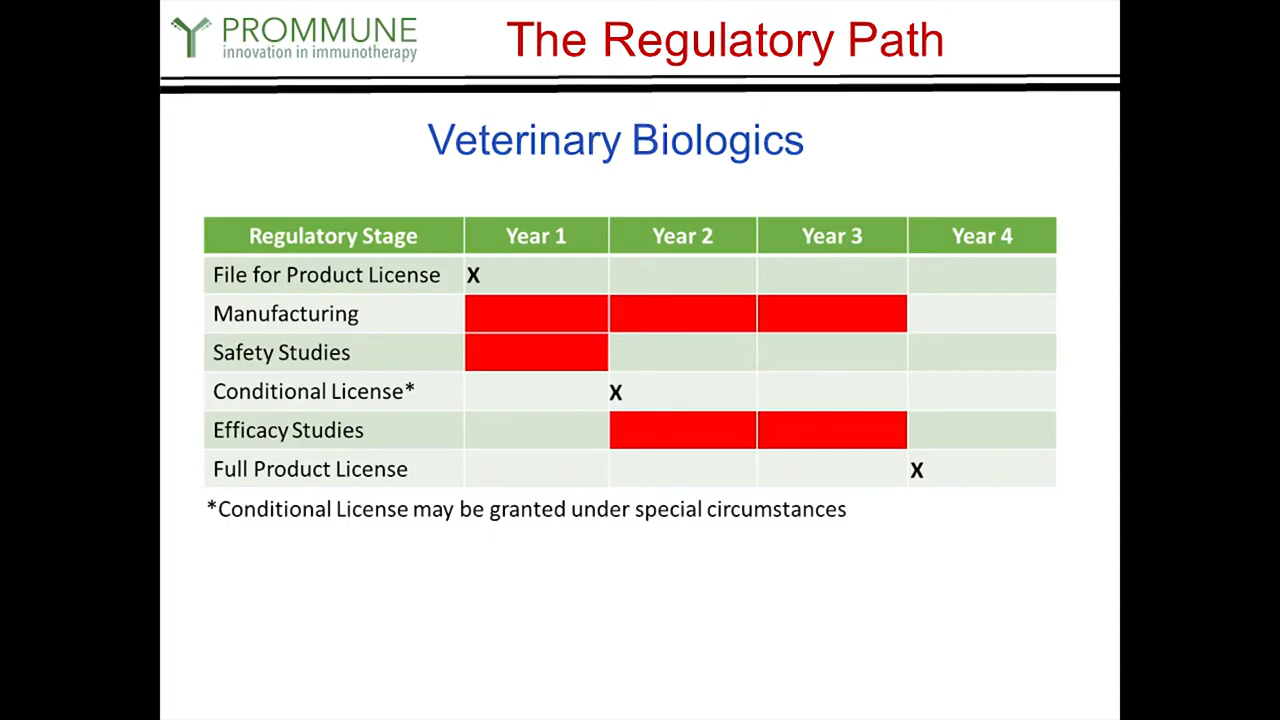 PROMMUNE
innovation in immunotherapy
The Regulatory Path
Veterinary Biologics
Regulatory Stage Year 1 Year 2 Year 3 Year 4
File for Product License X
Manufacturing
Safety Studies
Conditional License* X
Efficacy Studies
Full Product License X
*Conditional License may be granted under special circumstances